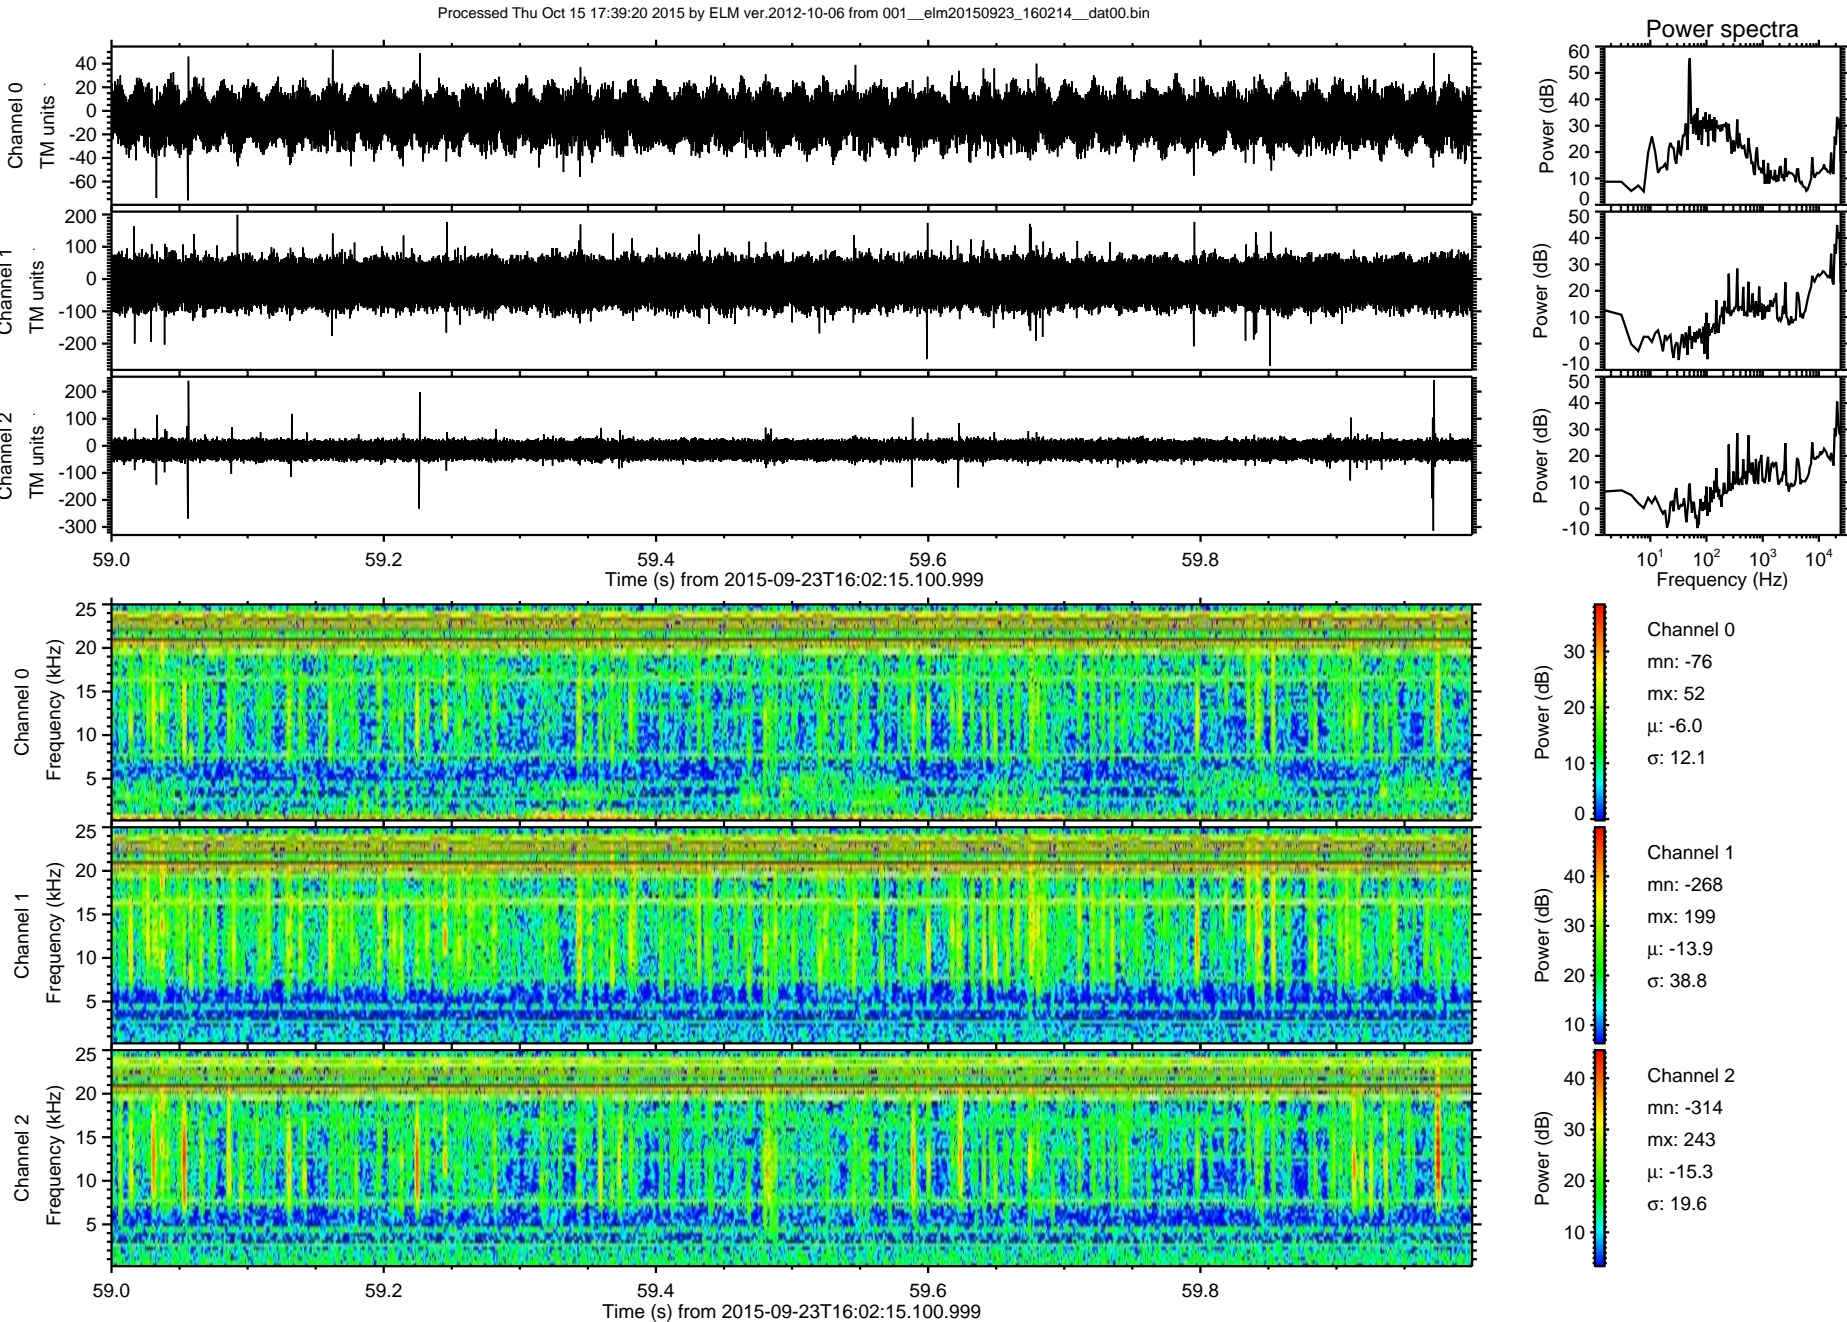 Processed Thu Oct 15 17:39:20 2015 by ELM ver.2012-10-06 from 001__elm20150923_160214__dat00.bin
Power spectra
Channel 0
TM units
40
20
0
-20
-40
-60
Power (dB)
60
50
40
30
20
10
0
Channel 1
TM units
200
100
0
-100
-200
Power (dB)
50
40
30
20
10
0
-10
Channel 2
TM units
200
100
0
-100
-200
-300
Power (dB)
50
40
30
20
10
0
-10
59.0 59.2 59.4 59.6 59.8
Time (s) from 2015-09-23T16:02:15.100.999
10^1 10^2 10^3 10^4
Frequency (Hz)
Channel 0
Frequency (kHz)
25
20
15
10
5
Power (dB)
30
20
10
0
Channel 0
mn: -76
mx: 52
μ: -6.0
σ: 12.1
Channel 1
Frequency (kHz)
25
20
15
10
5
Power (dB)
40
30
20
10
Channel 1
mn: -268
mx: 199
μ: -13.9
σ: 38.8
Channel 2
Frequency (kHz)
25
20
15
10
5
Power (dB)
40
30
20
10
Channel 2
mn: -314
mx: 243
μ: -15.3
σ: 19.6
59.0 59.2 59.4 59.6 59.8
Time (s) from 2015-09-23T16:02:15.100.999